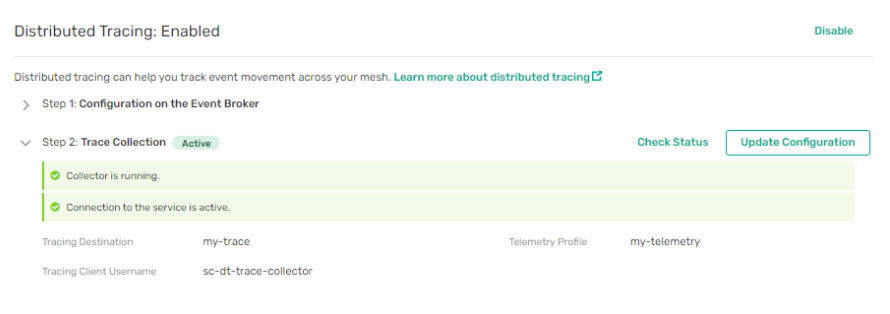 Distributed Tracing: Enabled
Disable
Distributed tracing can help you track event movement across your mesh. Learn more about distributed tracing
Step 1: Configuration on the Event Broker
Step 2: Trace Collection Active Check Status Update Configuration
Collector is running.
Connection to the service is active.
Tracing Destination my-trace Telemetry Profile my-telemetry
Tracing Client Username sc-dt-trace-collector